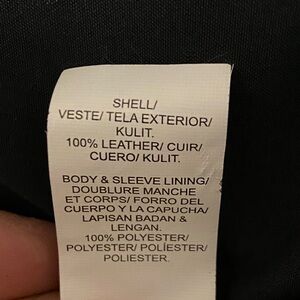 SHELL/
VESTE/ TELA EXTERIOR/
KULIT.
100% LEATHER/ CUIR/
CUERO/ KULIT.
BODY & SLEEVE LINING/
DOUBLURE MANCHE
ET CORPS/ FORRO DEL
CUERPO Y LA CAPUCHA/
LAPISAN BADAN &
LENGAN.
100% POLYESTER/
POLYESTER/ POLIÉSTER/
POLIESTER.